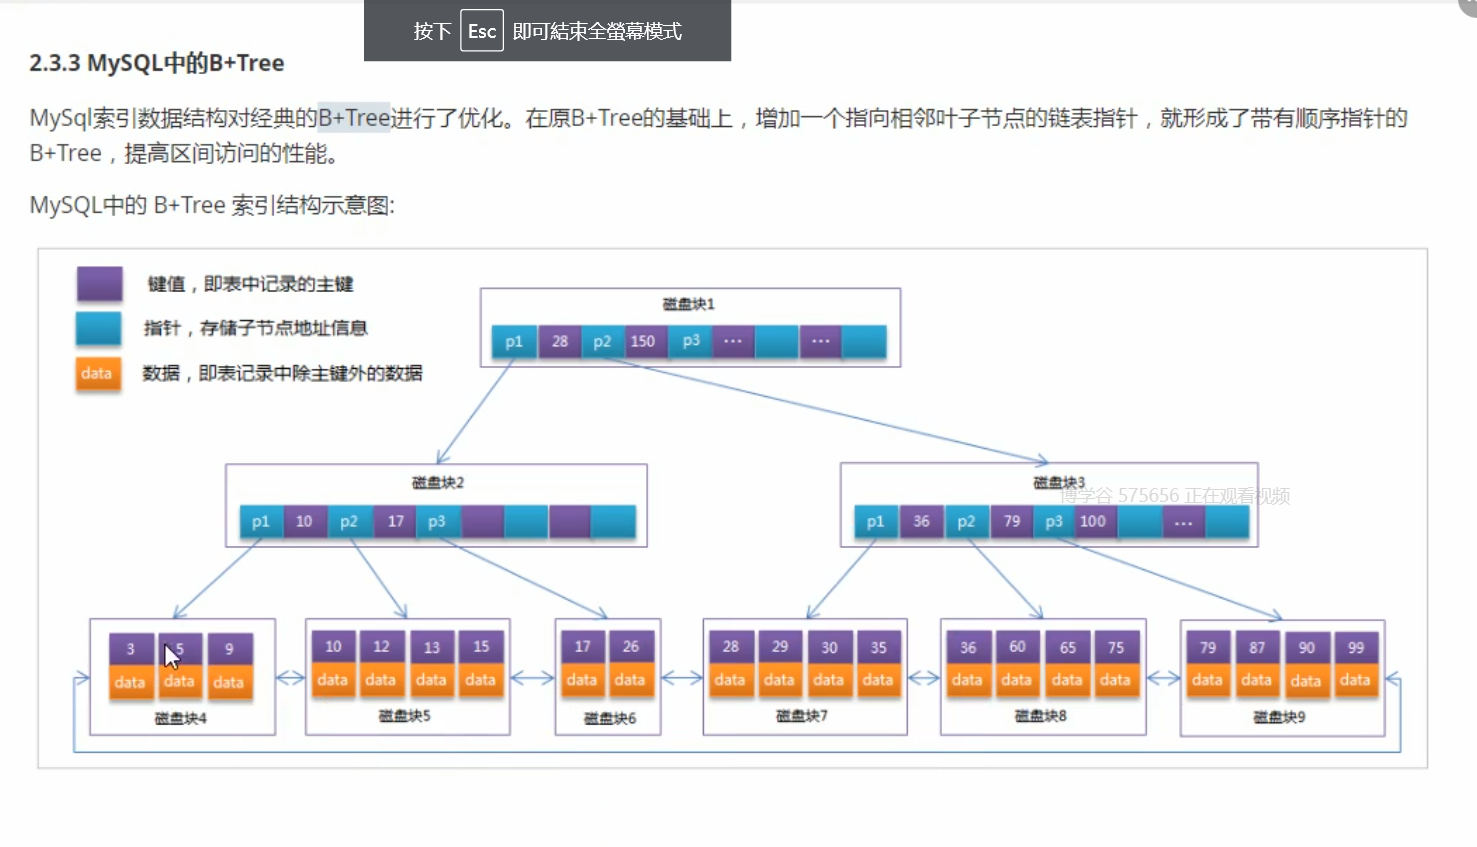 按下 Esc 即可結束全螢幕模式
2.3.3 MySQL中的B+Tree
MySql索引数据结构对经典的B+Tree进行了优化。在原B+Tree的基础上，增加一个指向相邻叶子节点的链表指针，就形成了带有顺序指针的
B+Tree，提高区间访问的性能。
MySQL中的 B+Tree 索引结构示意图:
键值，即表中记录的主键
指针，存储子节点地址信息
data 数据，即表记录中除主键外的数据
磁盘块1
p1 28 p2 150 p3 ... ...
磁盘块2
p1 10 p2 17 p3
磁盘块3
博学谷 575656 正在观看视频
p1 36 p2 79 p3 100 ...
3 5 9
data data data
磁盘块4
10 12 13 15
data data data data
磁盘块5
17 26
data data
磁盘块6
28 29 30 35
data data data data
磁盘块7
36 60 65 75
data data data data
磁盘块8
79 87 90 99
data data data data
磁盘块9